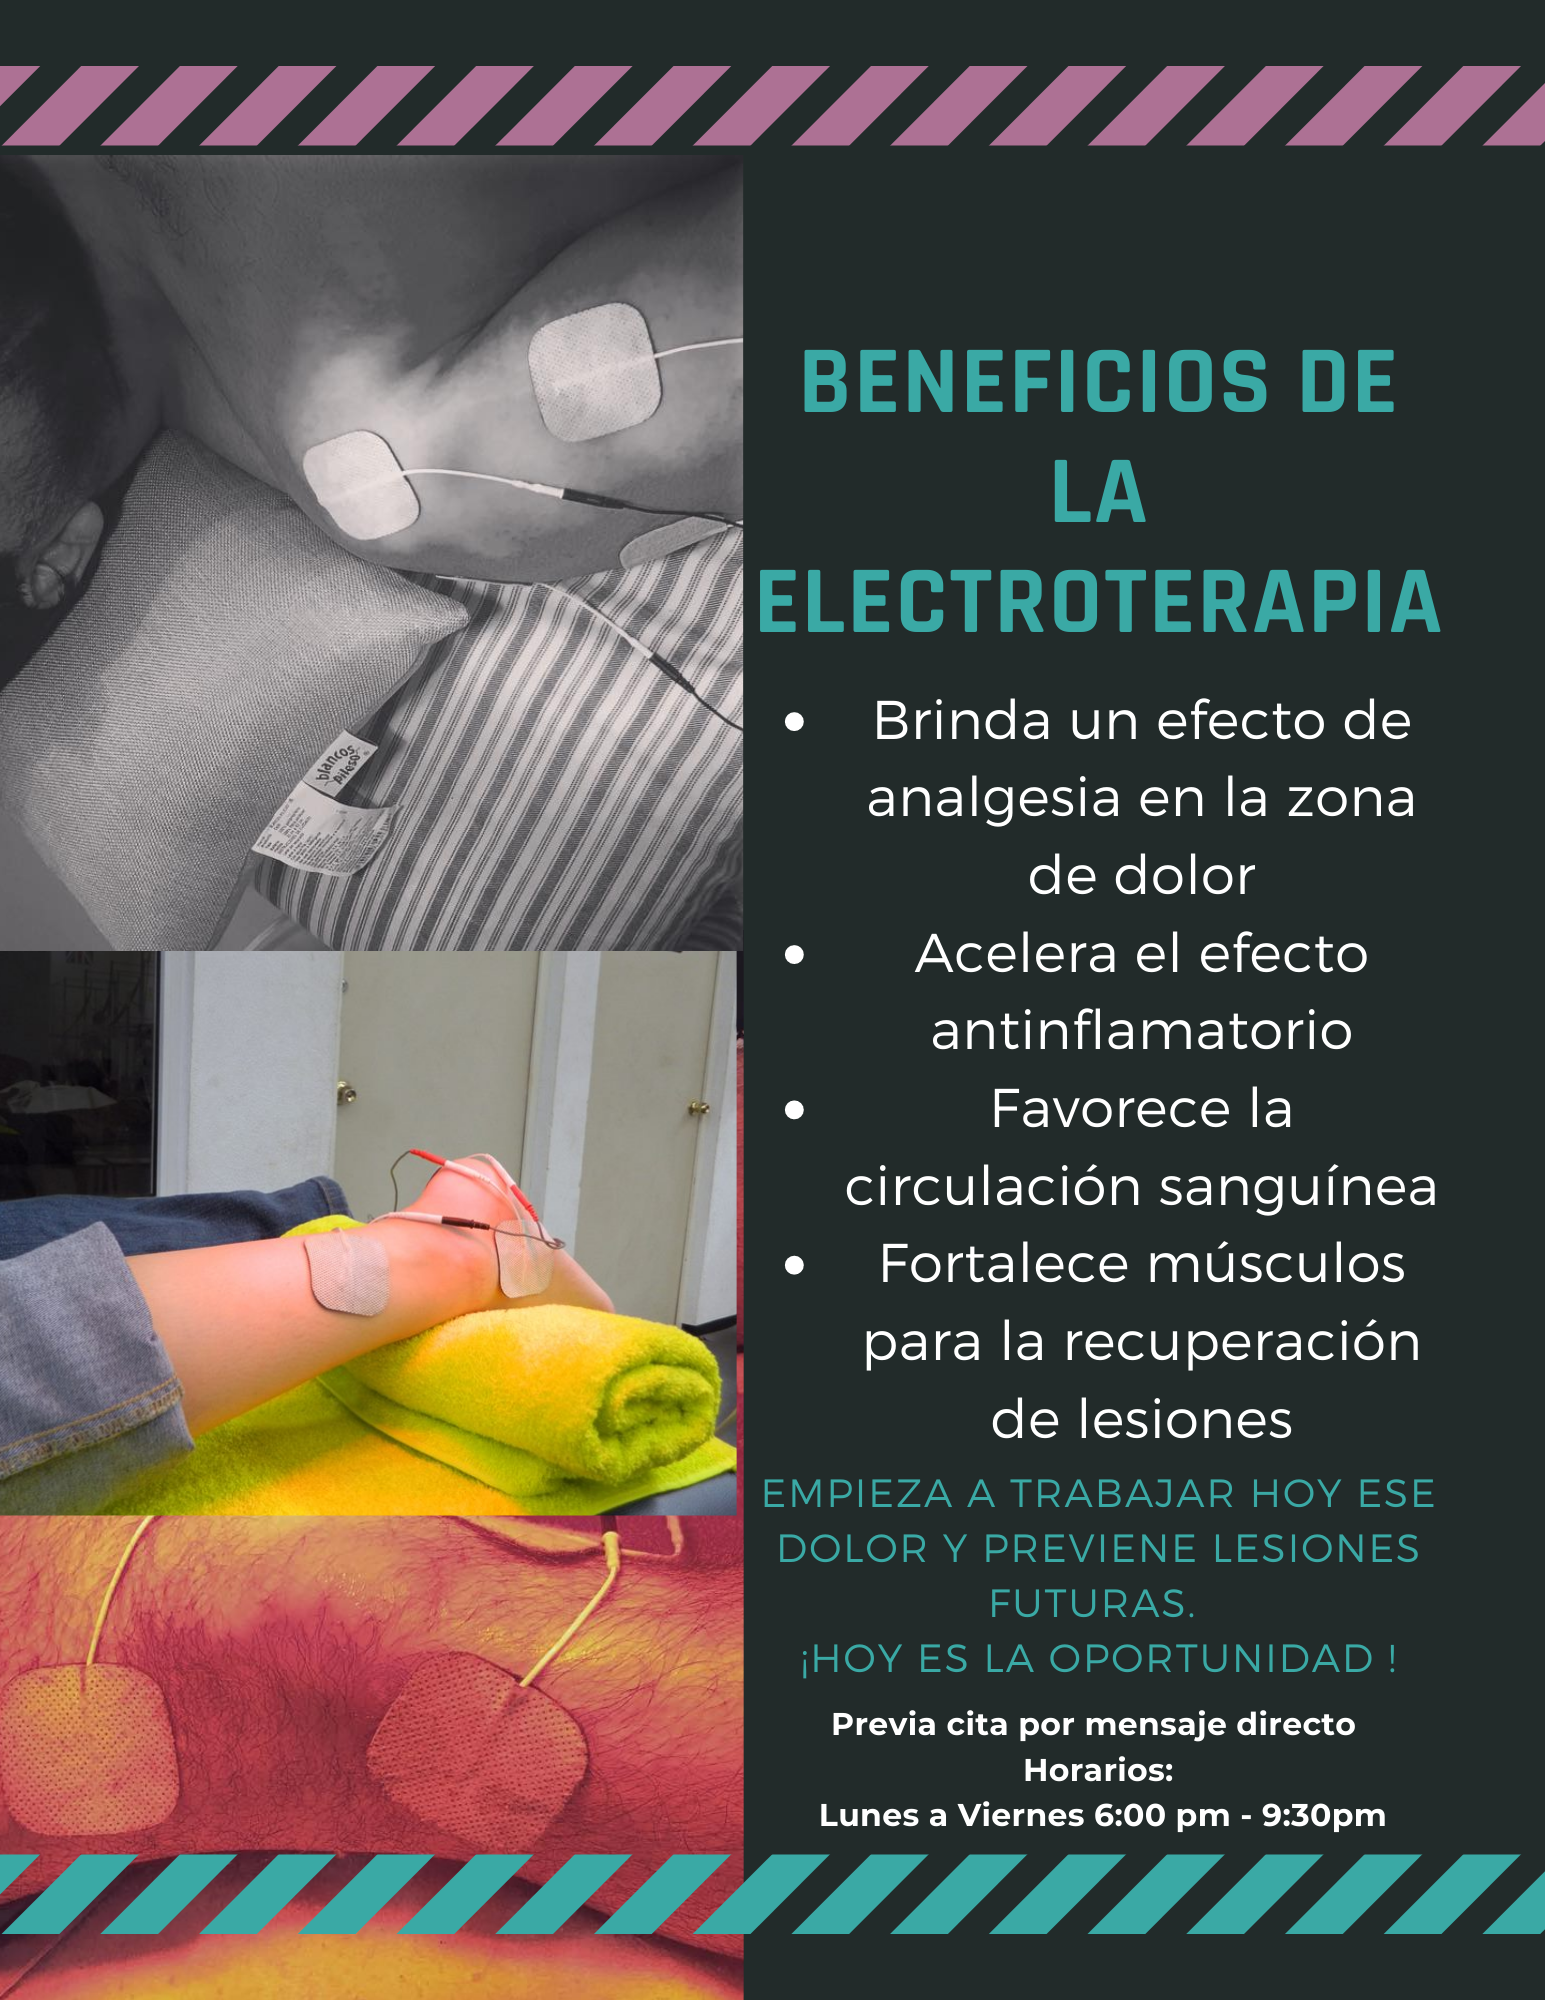 BENEFICIOS DE
LA
ELECTROTERAPIA
• Brinda un efecto de
analgesia en la zona
de dolor
• Acelera el efecto
antinflamatorio
• Favorece la
circulación sanguínea
• Fortalece músculos
para la recuperación
de lesiones
EMPIEZA A TRABAJAR HOY ESE
DOLOR Y PREVIENE LESIONES
FUTURAS.
¡HOY ES LA OPORTUNIDAD !
Previa cita por mensaje directo
Horarios:
Lunes a Viernes 6:00 pm - 9:30pm
blancos